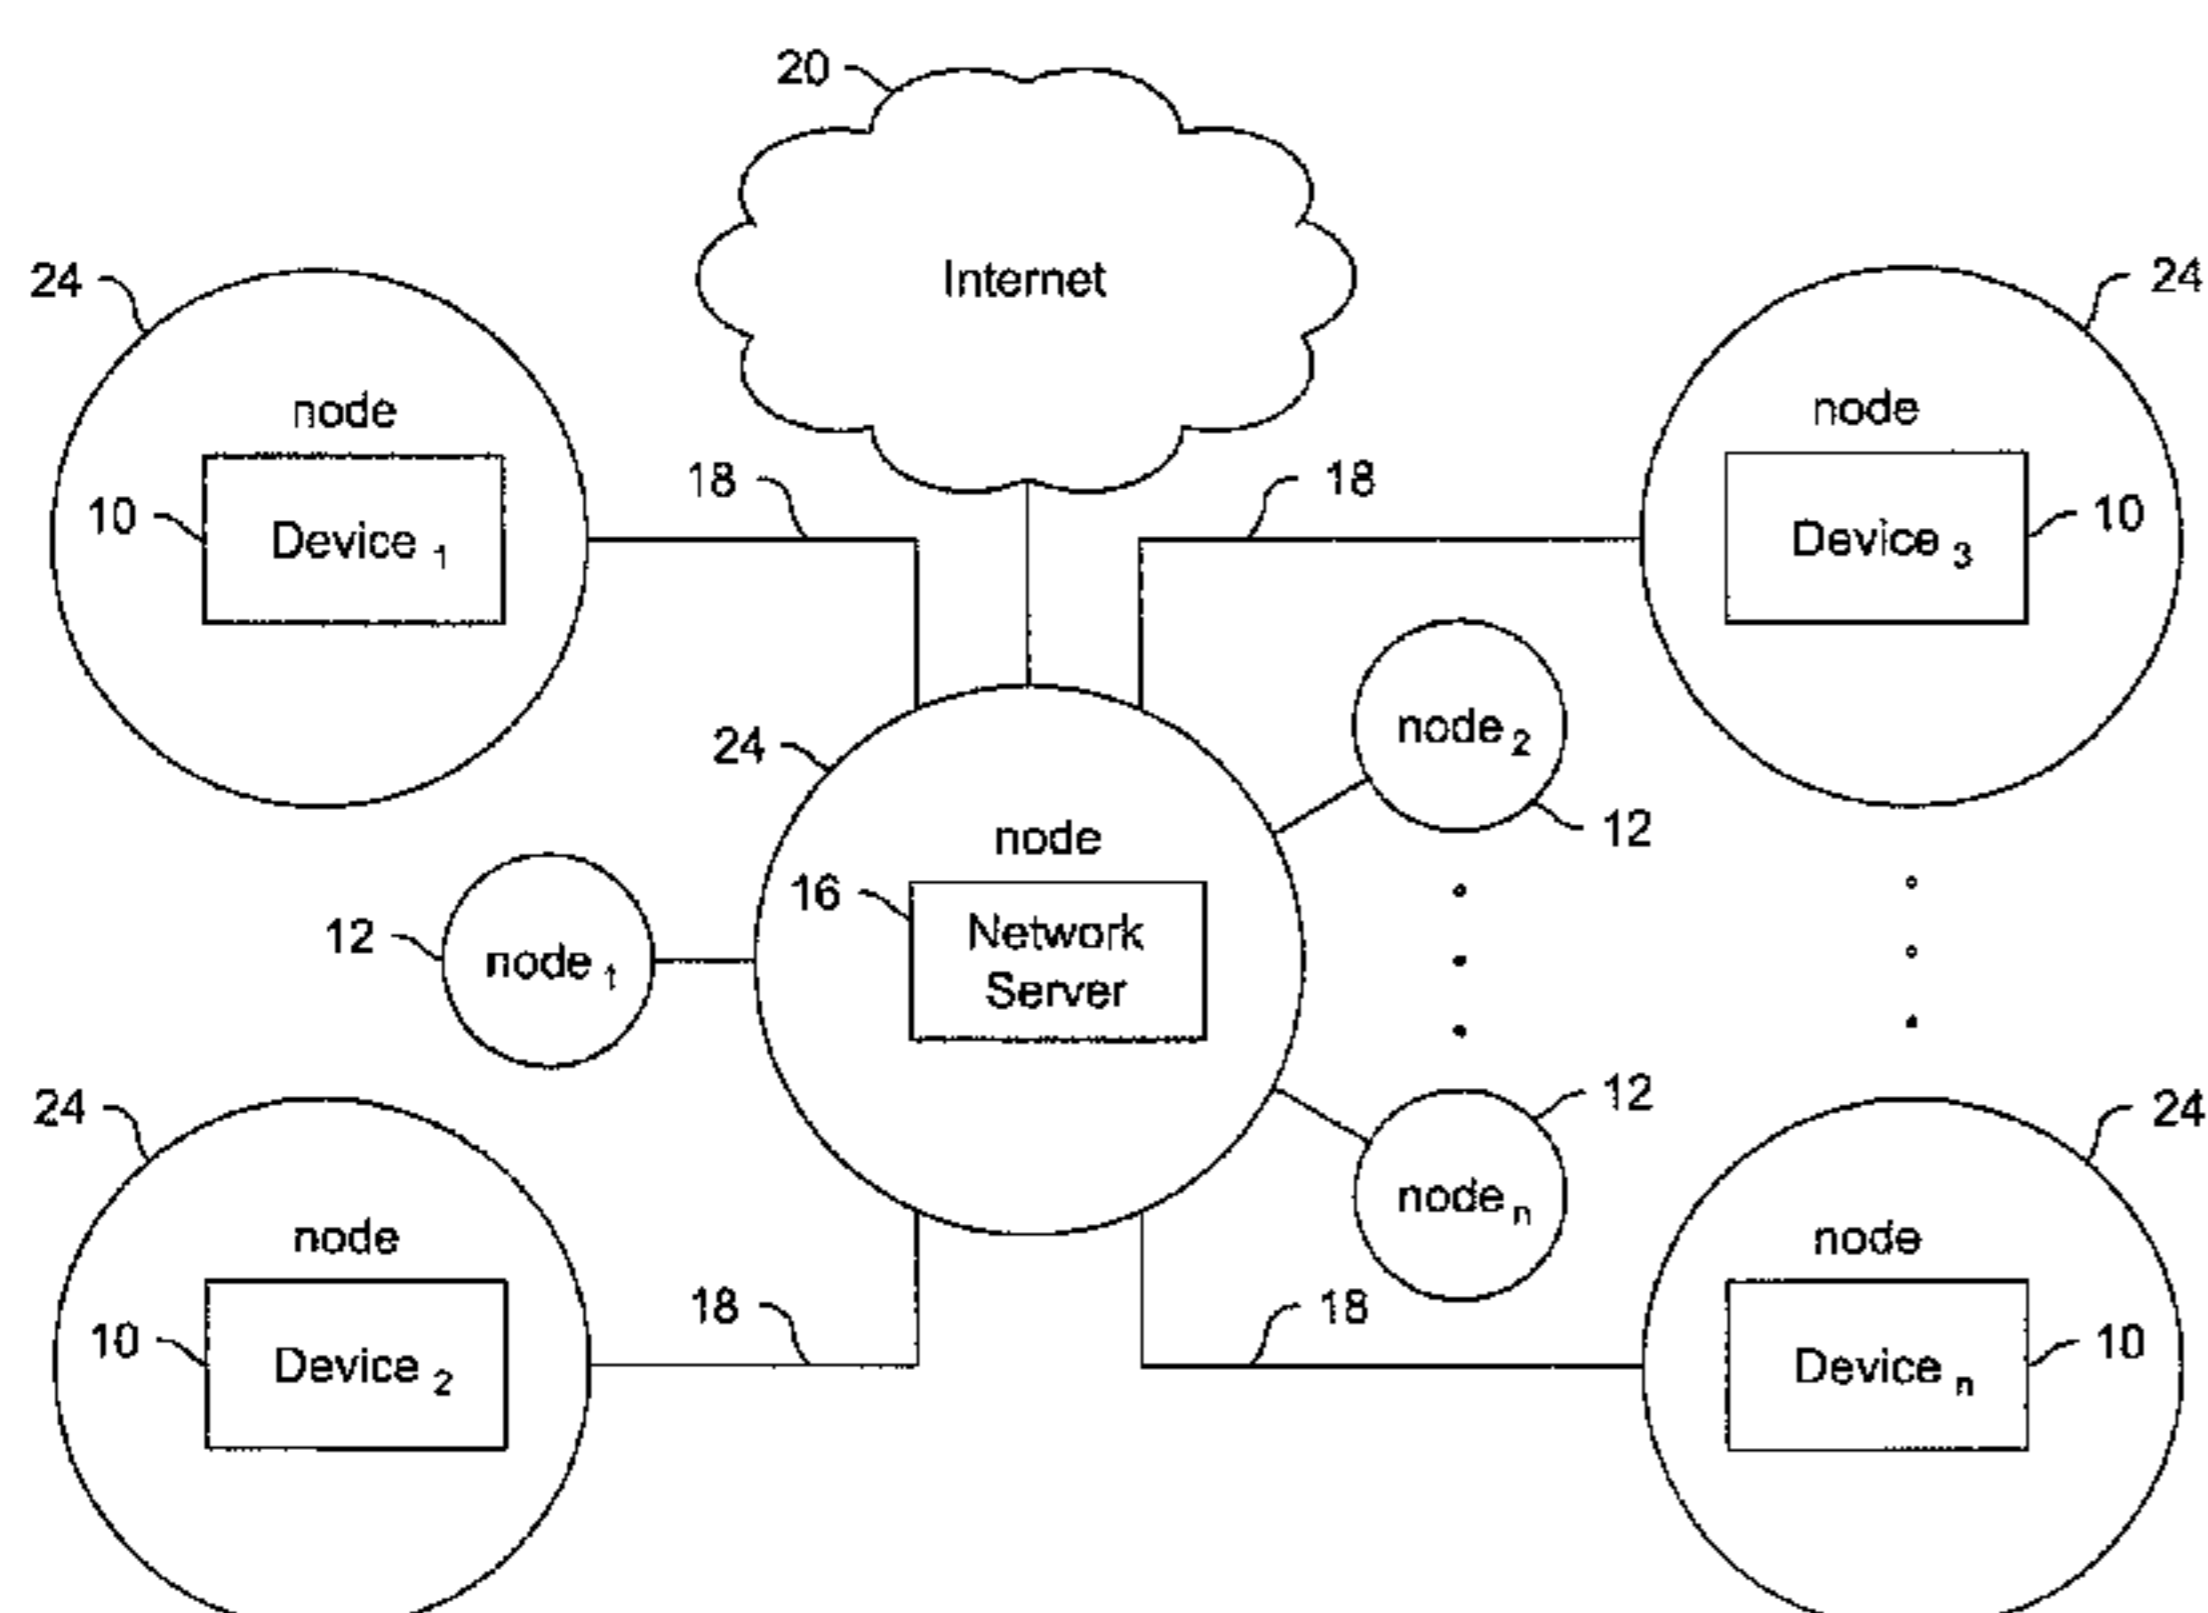 20
Internet
24
24
node
node
18
18
10
Device 1
Device 3
10
24
node 2
12
node
16
Network
Server
12
node 1
24
12
24
node n
node
node
18
18
10
Device 2
Device n
10